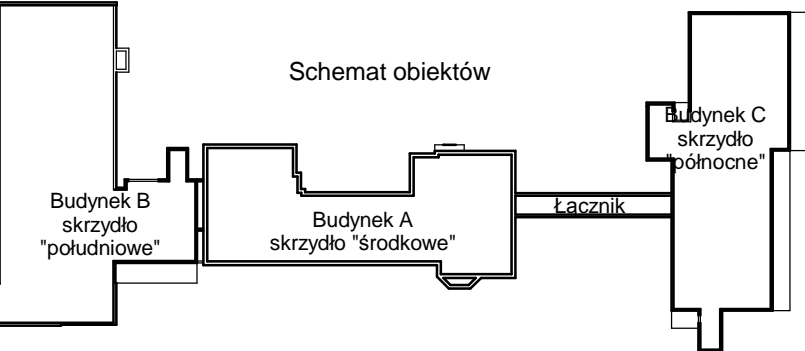 Schemat obiektów
Budynek B
skrzydło
"południowe"
Budynek A
skrzydło "środkowe"
Łacznik
Budynek C
skrzydło
"północne"